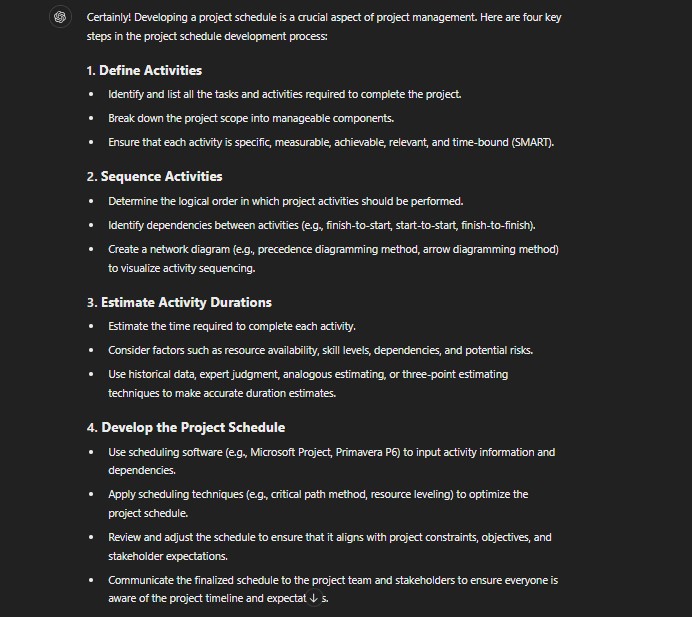 Certainly! Developing a project schedule is a crucial aspect of project management. Here are four key
steps in the project schedule development process:
1. Define Activities
• Identify and list all the tasks and activities required to complete the project.
• Break down the project scope into manageable components.
• Ensure that each activity is specific, measurable, achievable, relevant, and time-bound (SMART).
2. Sequence Activities
• Determine the logical order in which project activities should be performed.
• Identify dependencies between activities (e.g., finish-to-start, start-to-start, finish-to-finish).
• Create a network diagram (e.g., precedence diagramming method, arrow diagramming method)
to visualize activity sequencing.
3. Estimate Activity Durations
• Estimate the time required to complete each activity.
• Consider factors such as resource availability, skill levels, dependencies, and potential risks.
• Use historical data, expert judgment, analogous estimating, or three-point estimating
techniques to make accurate duration estimates.
4. Develop the Project Schedule
• Use scheduling software (e.g., Microsoft Project, Primavera P6) to input activity information and
dependencies.
• Apply scheduling techniques (e.g., critical path method, resource leveling) to optimize the
project schedule.
• Review and adjust the schedule to ensure that it aligns with project constraints, objectives, and
stakeholder expectations.
• Communicate the finalized schedule to the project team and stakeholders to ensure everyone is
aware of the project timeline and